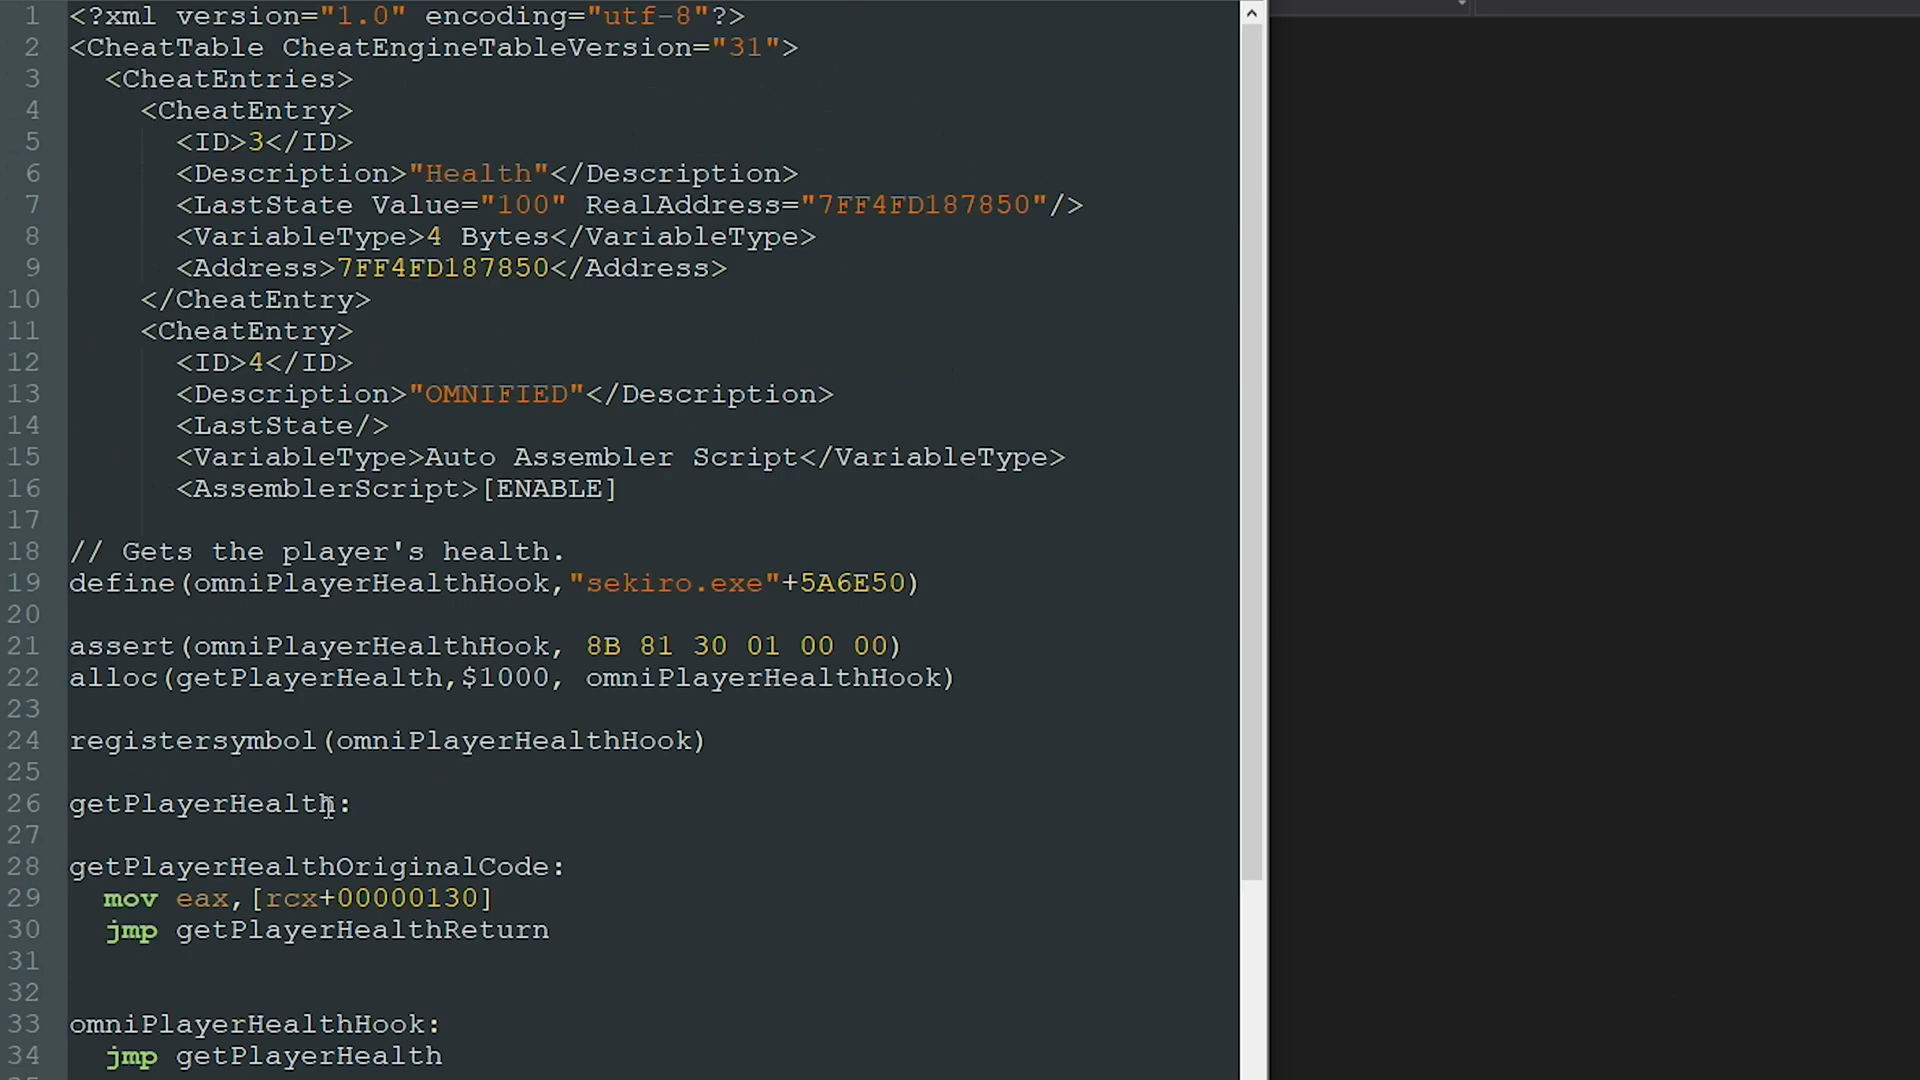 1 <?xml version="1.0" encoding="utf-8"?>
2 <CheatTable CheatEngineTableVersion="31">
3 <CheatEntries>
4 <CheatEntry>
5 <ID>3</ID>
6 <Description>"Health"</Description>
7 <LastState Value="100" RealAddress="7FF4FD187850"/>
8 <VariableType>4 Bytes</VariableType>
9 <Address>7FF4FD187850</Address>
10 </CheatEntry>
11 <CheatEntry>
12 <ID>4</ID>
13 <Description>"OMNIFIED"</Description>
14 <LastState/>
15 <VariableType>Auto Assembler Script</VariableType>
16 <AssemblerScript>[ENABLE]
17
18 // Gets the player's health.
19 define(omniPlayerHealthHook,"sekiro.exe"+5A6E50)
20
21 assert(omniPlayerHealthHook, 8B 81 30 01 00 00)
22 alloc(getPlayerHealth,$1000, omniPlayerHealthHook)
23
24 registersymbol(omniPlayerHealthHook)
25
26 getPlayerHealth:
27
28 getPlayerHealthOriginalCode:
29 mov eax,[rcx+00000130]
30 jmp getPlayerHealthReturn
31
32
33 omniPlayerHealthHook:
34 jmp getPlayerHealth